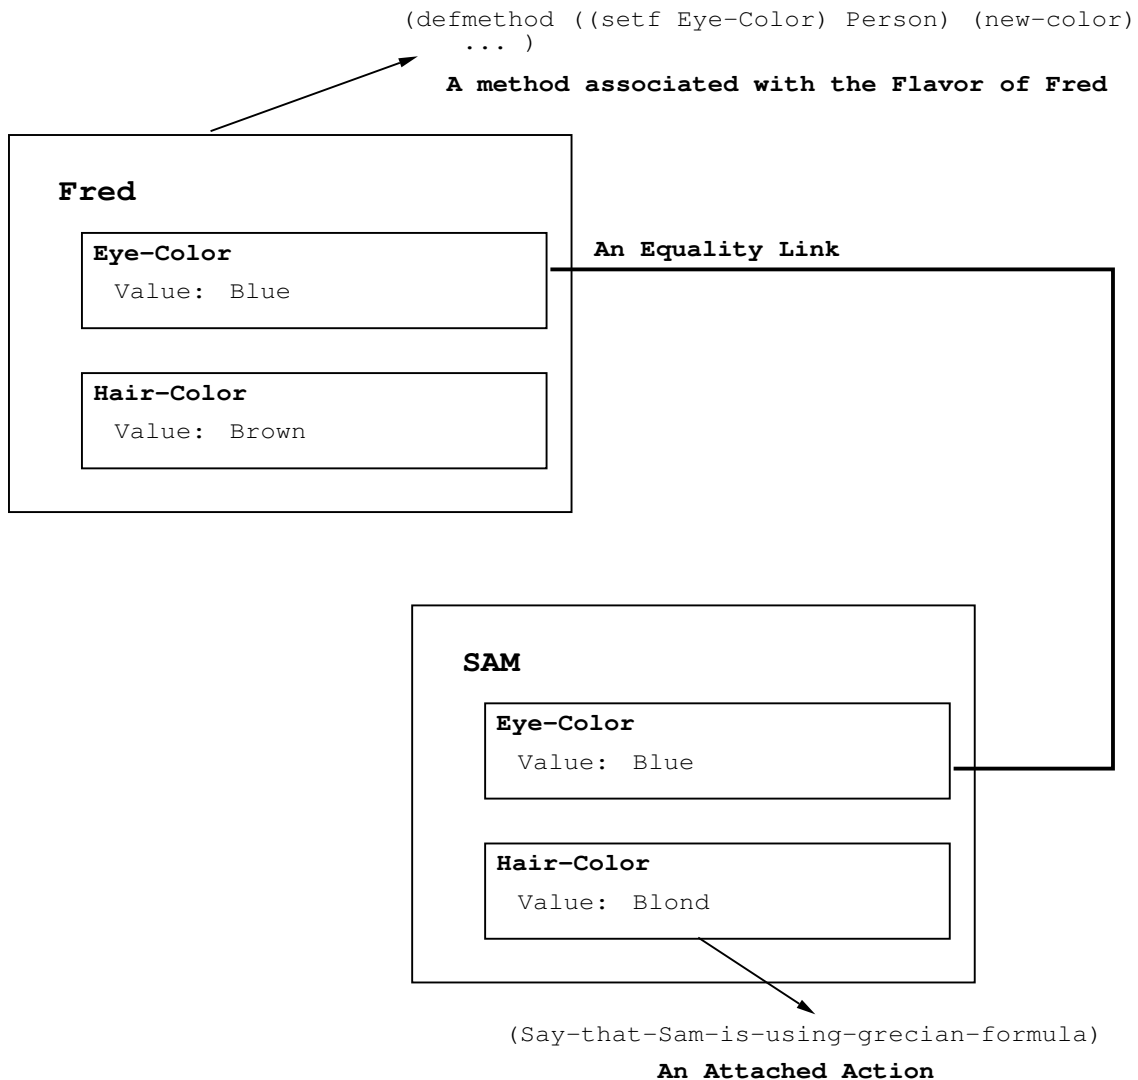 (defmethod ((setf Eye-Color) Person) (new-color)
... )
A method associated with the Flavor of Fred
Fred
Eye-Color
Value: Blue
An Equality Link
Hair-Color
Value: Brown
SAM
Eye-Color
Value: Blue
Hair-Color
Value: Blond
(Say-that-Sam-is-using-grecian-formula)
An Attached Action